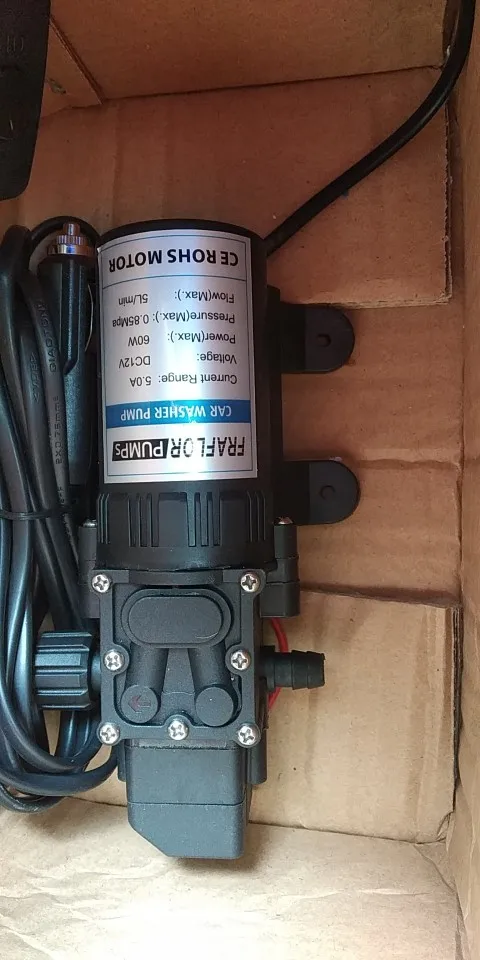 FRAFLOR PUMPs
CAR WASHER PUMP
Current Range: 5.0A
Voltage: DC12V
Power(Max.): 60W
Pressure(Max.): 0.85Mpa
Flow(Max.): 5L/min
CE ROHS MOTOR